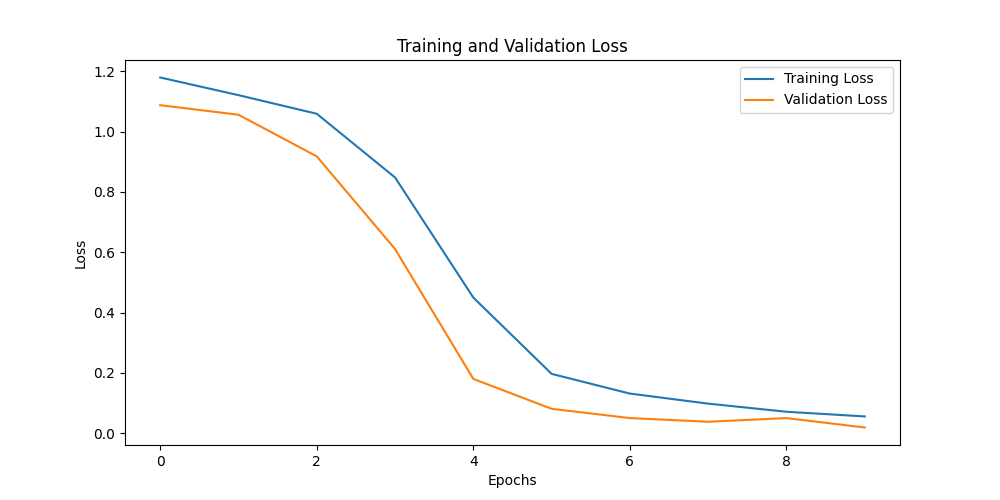 Training and Validation Loss
Training Loss
Validation Loss
Loss
1.2
1.0
0.8
0.6
0.4
0.2
0.0
0 2 4 6 8
Epochs